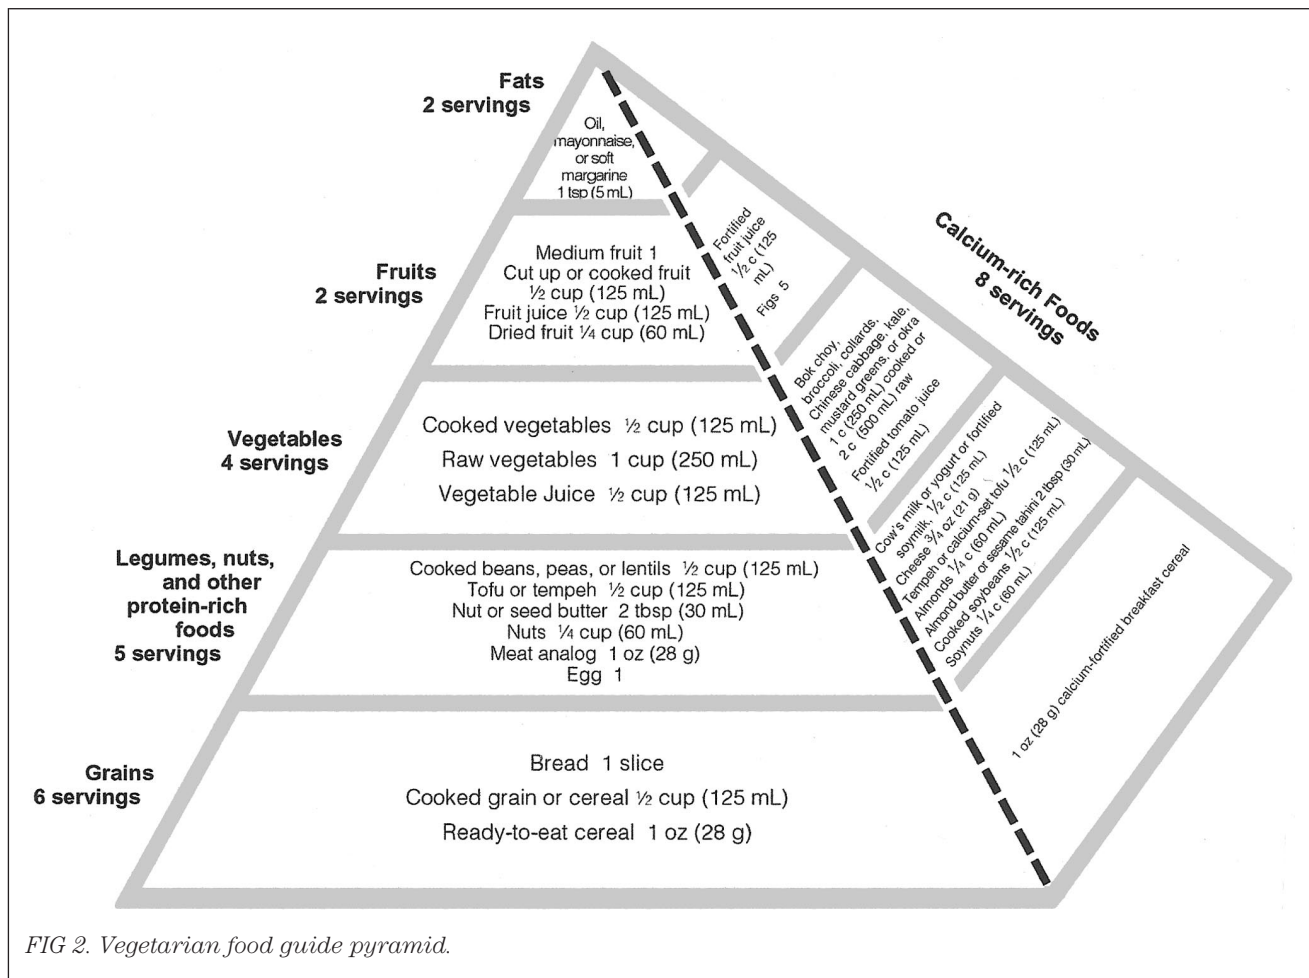 Fats
2 servings
Oil,
mayonnaise,
or soft
margarine
1 tsp (5 mL)
Fruits
2 servings
Medium fruit 1
Cut up or cooked fruit
½ cup (125 mL)
Fruit juice ½ cup (125 mL)
Dried fruit ¼ cup (60 mL)
Vegetables
4 servings
Cooked vegetables ½ cup (125 mL)
Raw vegetables 1 cup (250 mL)
Vegetable Juice ½ cup (125 mL)
Legumes, nuts,
and other
protein-rich
foods
5 servings
Cooked beans, peas, or lentils ½ cup (125 mL)
Tofu or tempeh ½ cup (125 mL)
Nut or seed butter 2 tbsp (30 mL)
Nuts ¼ cup (60 mL)
Meat analog 1 oz (28 g)
Egg 1
Grains
6 servings
Bread 1 slice
Cooked grain or cereal ½ cup (125 mL)
Ready-to-eat cereal 1 oz (28 g)
Calcium-rich Foods
8 servings
Fortified
fruit juice
½ c (125
mL)
Figs 5
Bok choy,
broccoli, collards,
Chinese cabbage, kale,
mustard greens, or okra
1 c (250 mL) cooked or
2 c (500 mL) raw
Fortified tomato juice
½ c (125 mL)
Cow's milk or yogurt or fortified
soymilk, ½ c (125 mL)
Cheese ¾ oz (21 g)
Tempeh or calcium-set tofu ½ c (125 mL)
Almonds ¼ c (60 mL)
Almond butter or sesame tahini 2 tbsp (30 mL)
Cooked soybeans ½ c (125 mL)
Soynuts ¼ c (60 mL)
1 oz (28 g) calcium-fortified breakfast cereal
FIG 2. Vegetarian food guide pyramid.